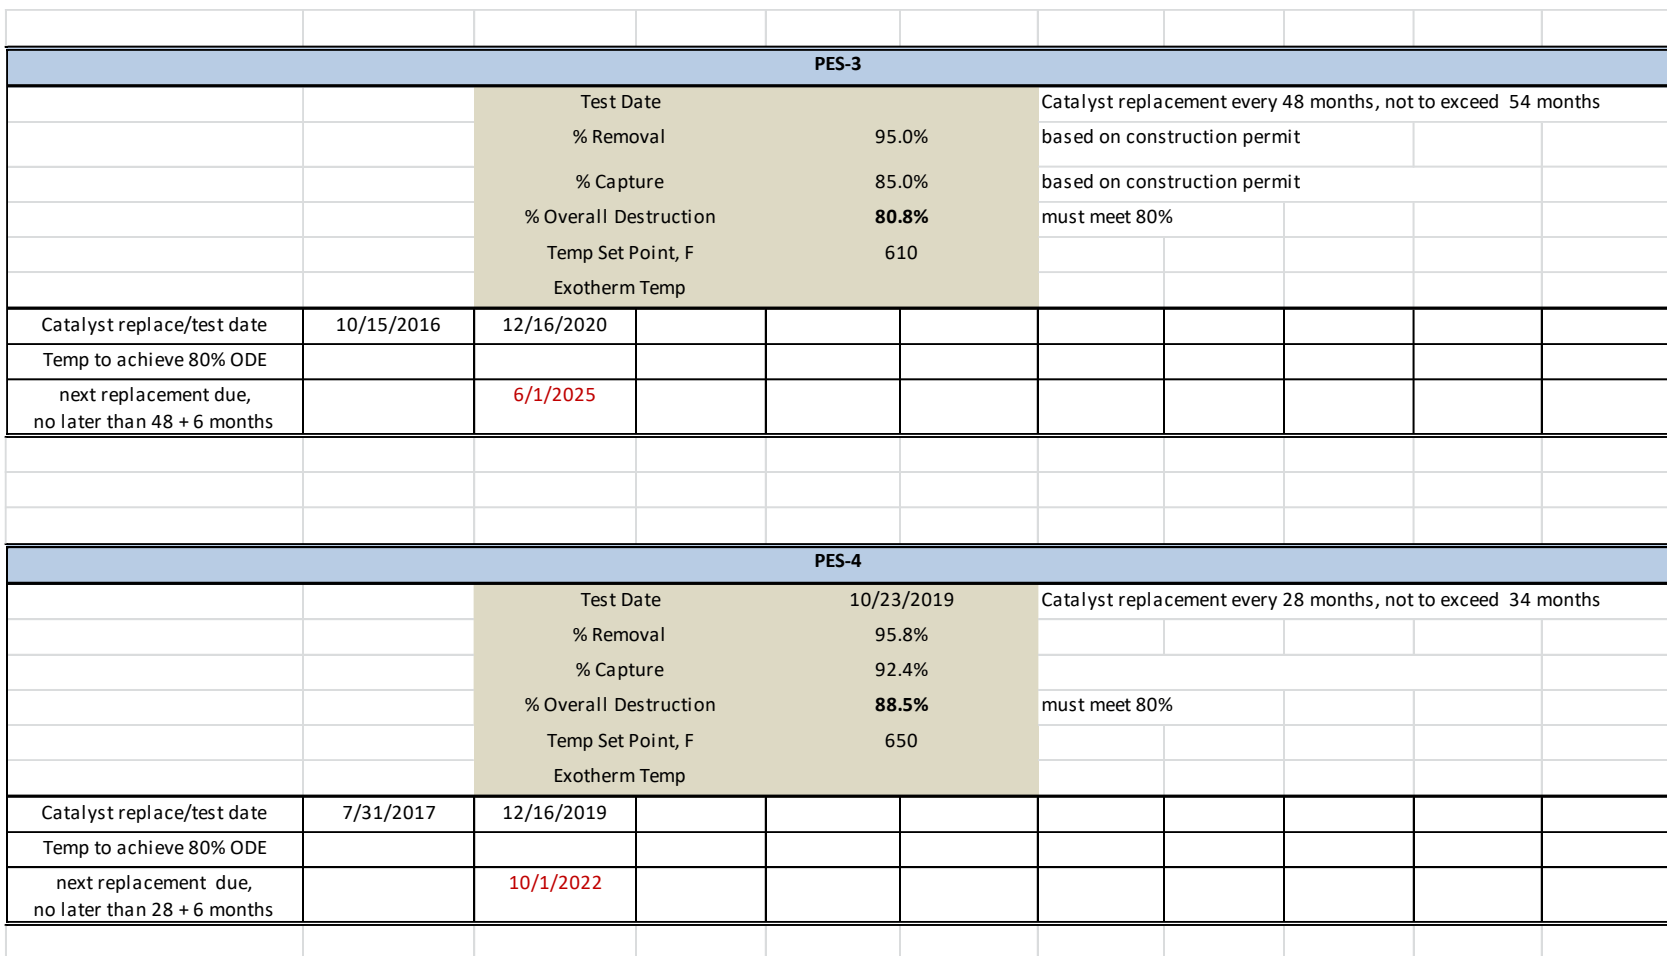 PES-3
Test Date Catalyst replacement every 48 months, not to exceed 54 months
% Removal 95.0% based on construction permit
% Capture 85.0% based on construction permit
% Overall Destruction 80.8% must meet 80%
Temp Set Point, F 610
Exotherm Temp
Catalyst replace/test date 10/15/2016 12/16/2020
Temp to achieve 80% ODE
next replacement due, 6/1/2025
no later than 48 + 6 months
PES-4
Test Date 10/23/2019 Catalyst replacement every 28 months, not to exceed 34 months
% Removal 95.8%
% Capture 92.4%
% Overall Destruction 88.5% must meet 80%
Temp Set Point, F 650
Exotherm Temp
Catalyst replace/test date 7/31/2017 12/16/2019
Temp to achieve 80% ODE
next replacement due, 10/1/2022
no later than 28 + 6 months